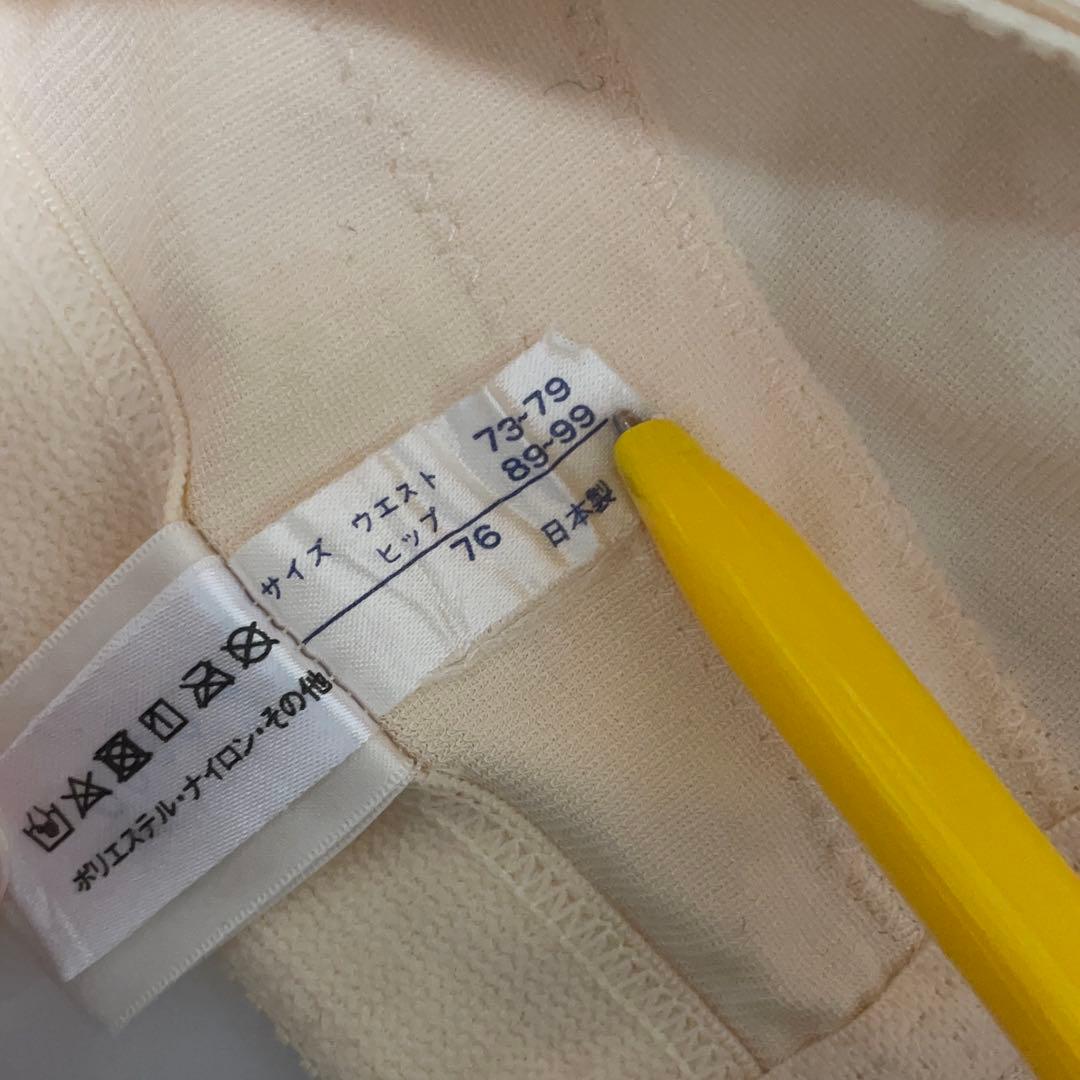 サイズ ウエスト 73~79
ヒップ 89~99
76 日本製
ポリエステル・ナイロン・その他